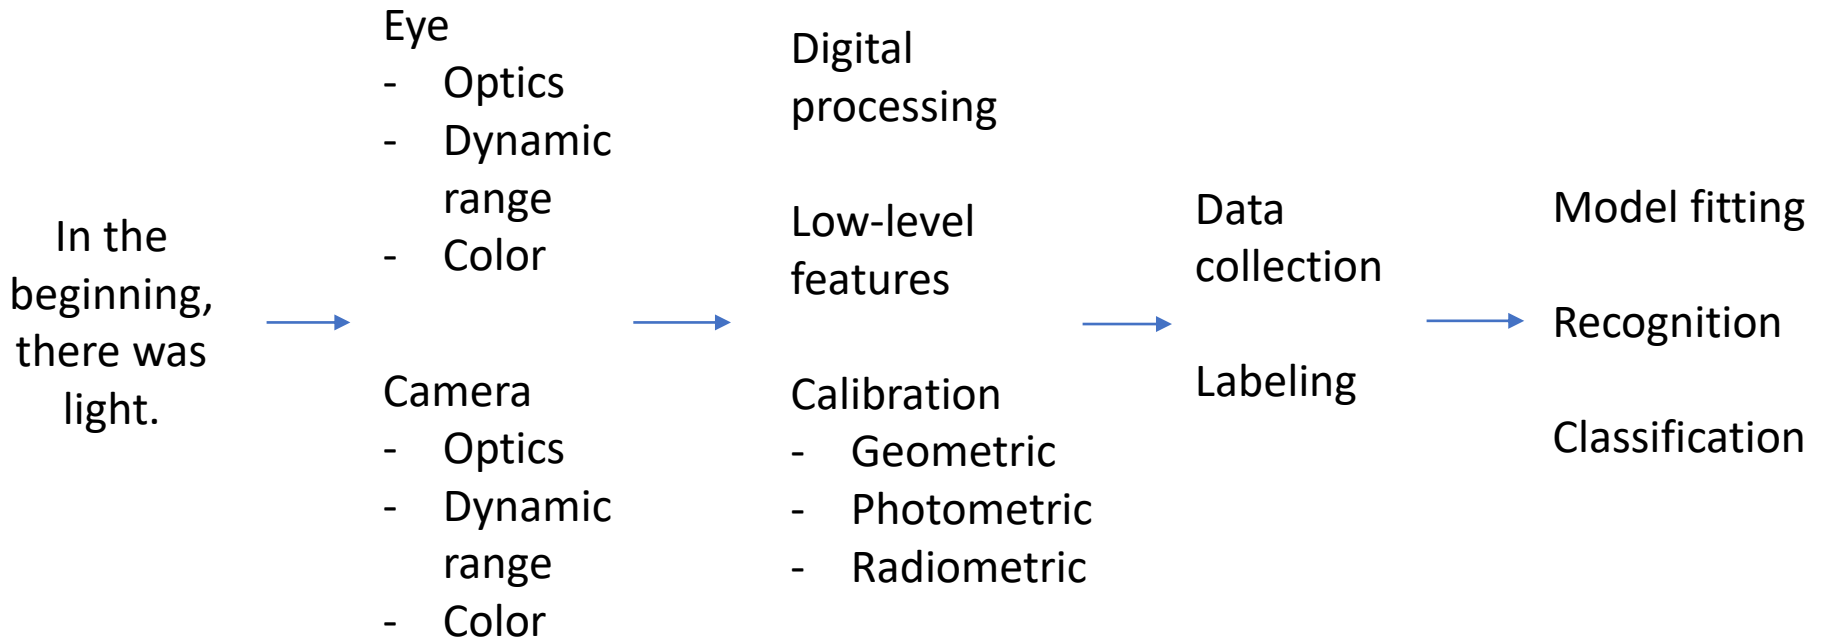 In the
beginning,
there was
light.
Eye
- Optics
- Dynamic
range
- Color
Camera
- Optics
- Dynamic
range
- Color
Digital
processing
Low-level
features
Calibration
- Geometric
- Photometric
- Radiometric
Data
collection
Labeling
Model fitting
Recognition
Classification